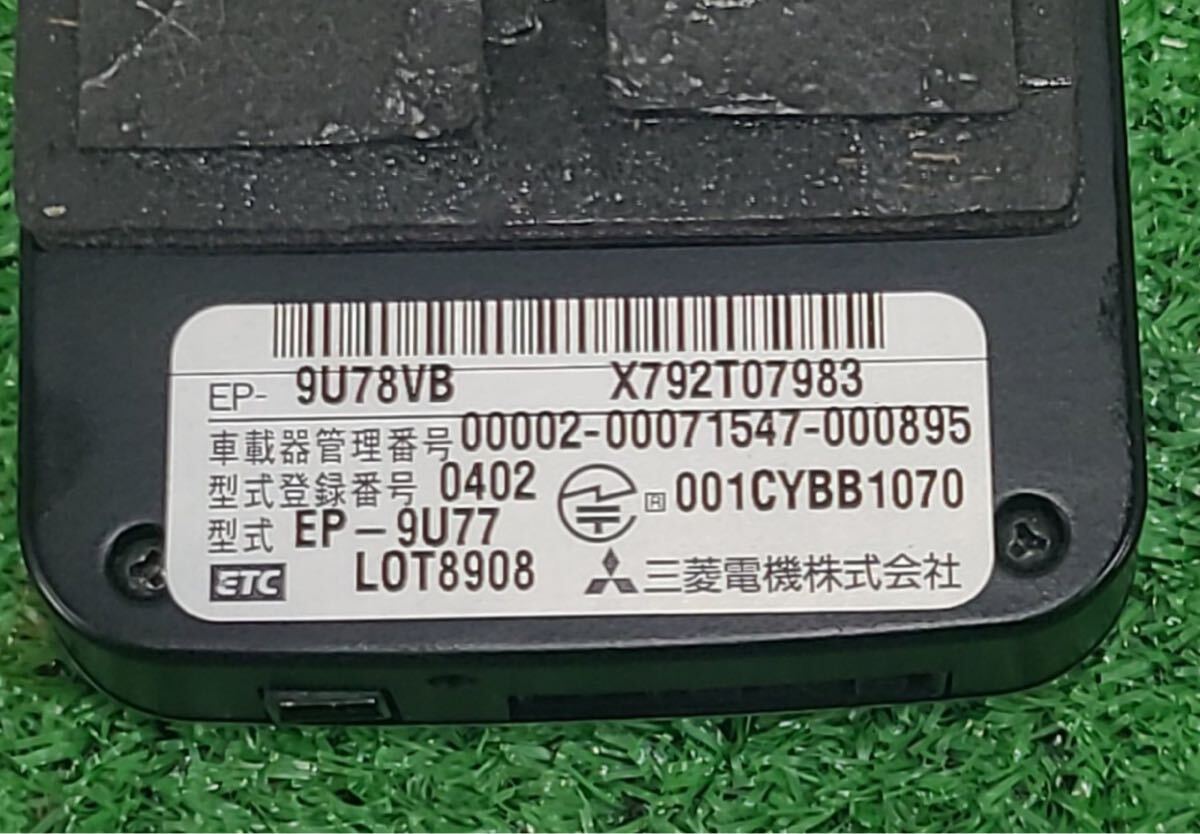 EP- 9U78VB X792T07983
車載器管理番号 00002-00071547-000895
型式登録番号 0402 R 001CYBB1070
型式 EP-9U77
ETC LOT8908 三菱電機株式会社